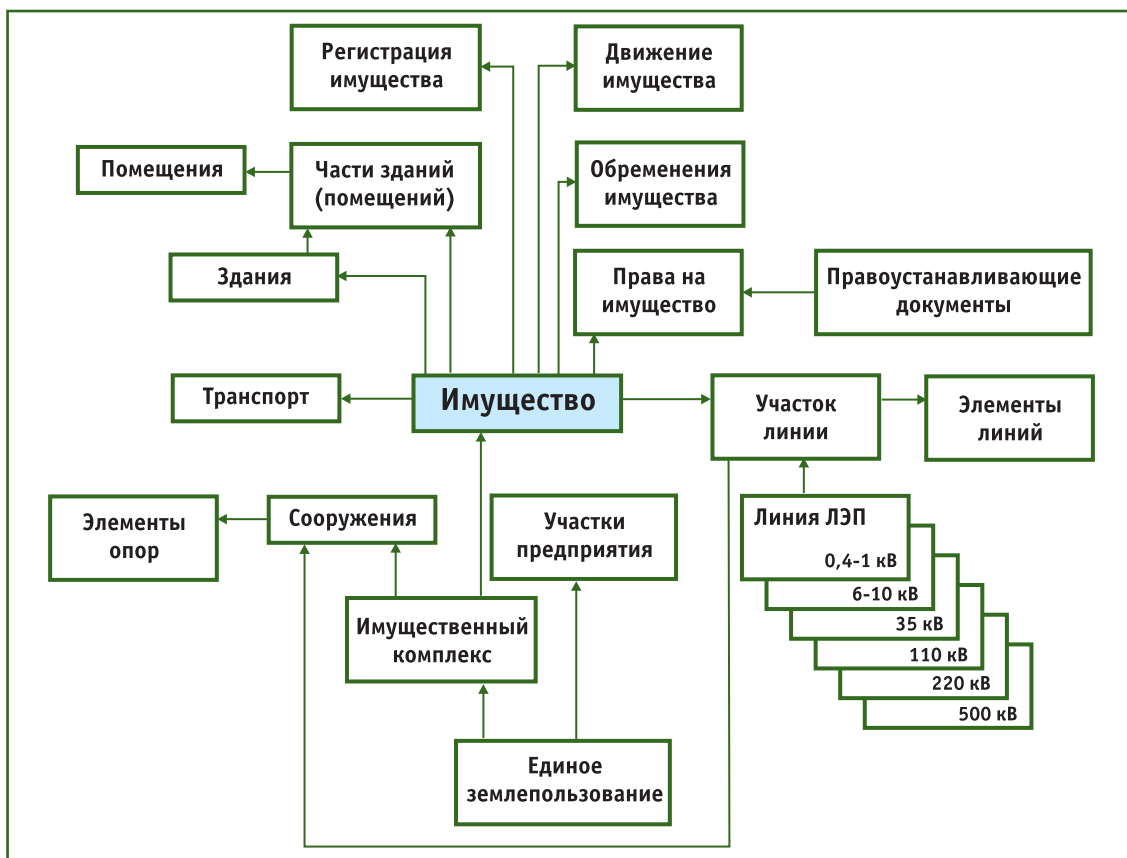 Регистрация
имущества
Движение
имущества
Помещения
Части зданий
(помещений)
Обременения
имущества
Здания
Права на
имущество
Правоустанавливающие
документы
Транспорт
Имущество
Участок
линии
Элементы
линий
Элементы
опор
Сооружения
Участки
предприятия
Линия ЛЭП
0,4-1 кВ
6-10 кВ
35 кВ
110 кВ
220 кВ
500 кВ
Имущественный
комплекс
Единое
землепользование